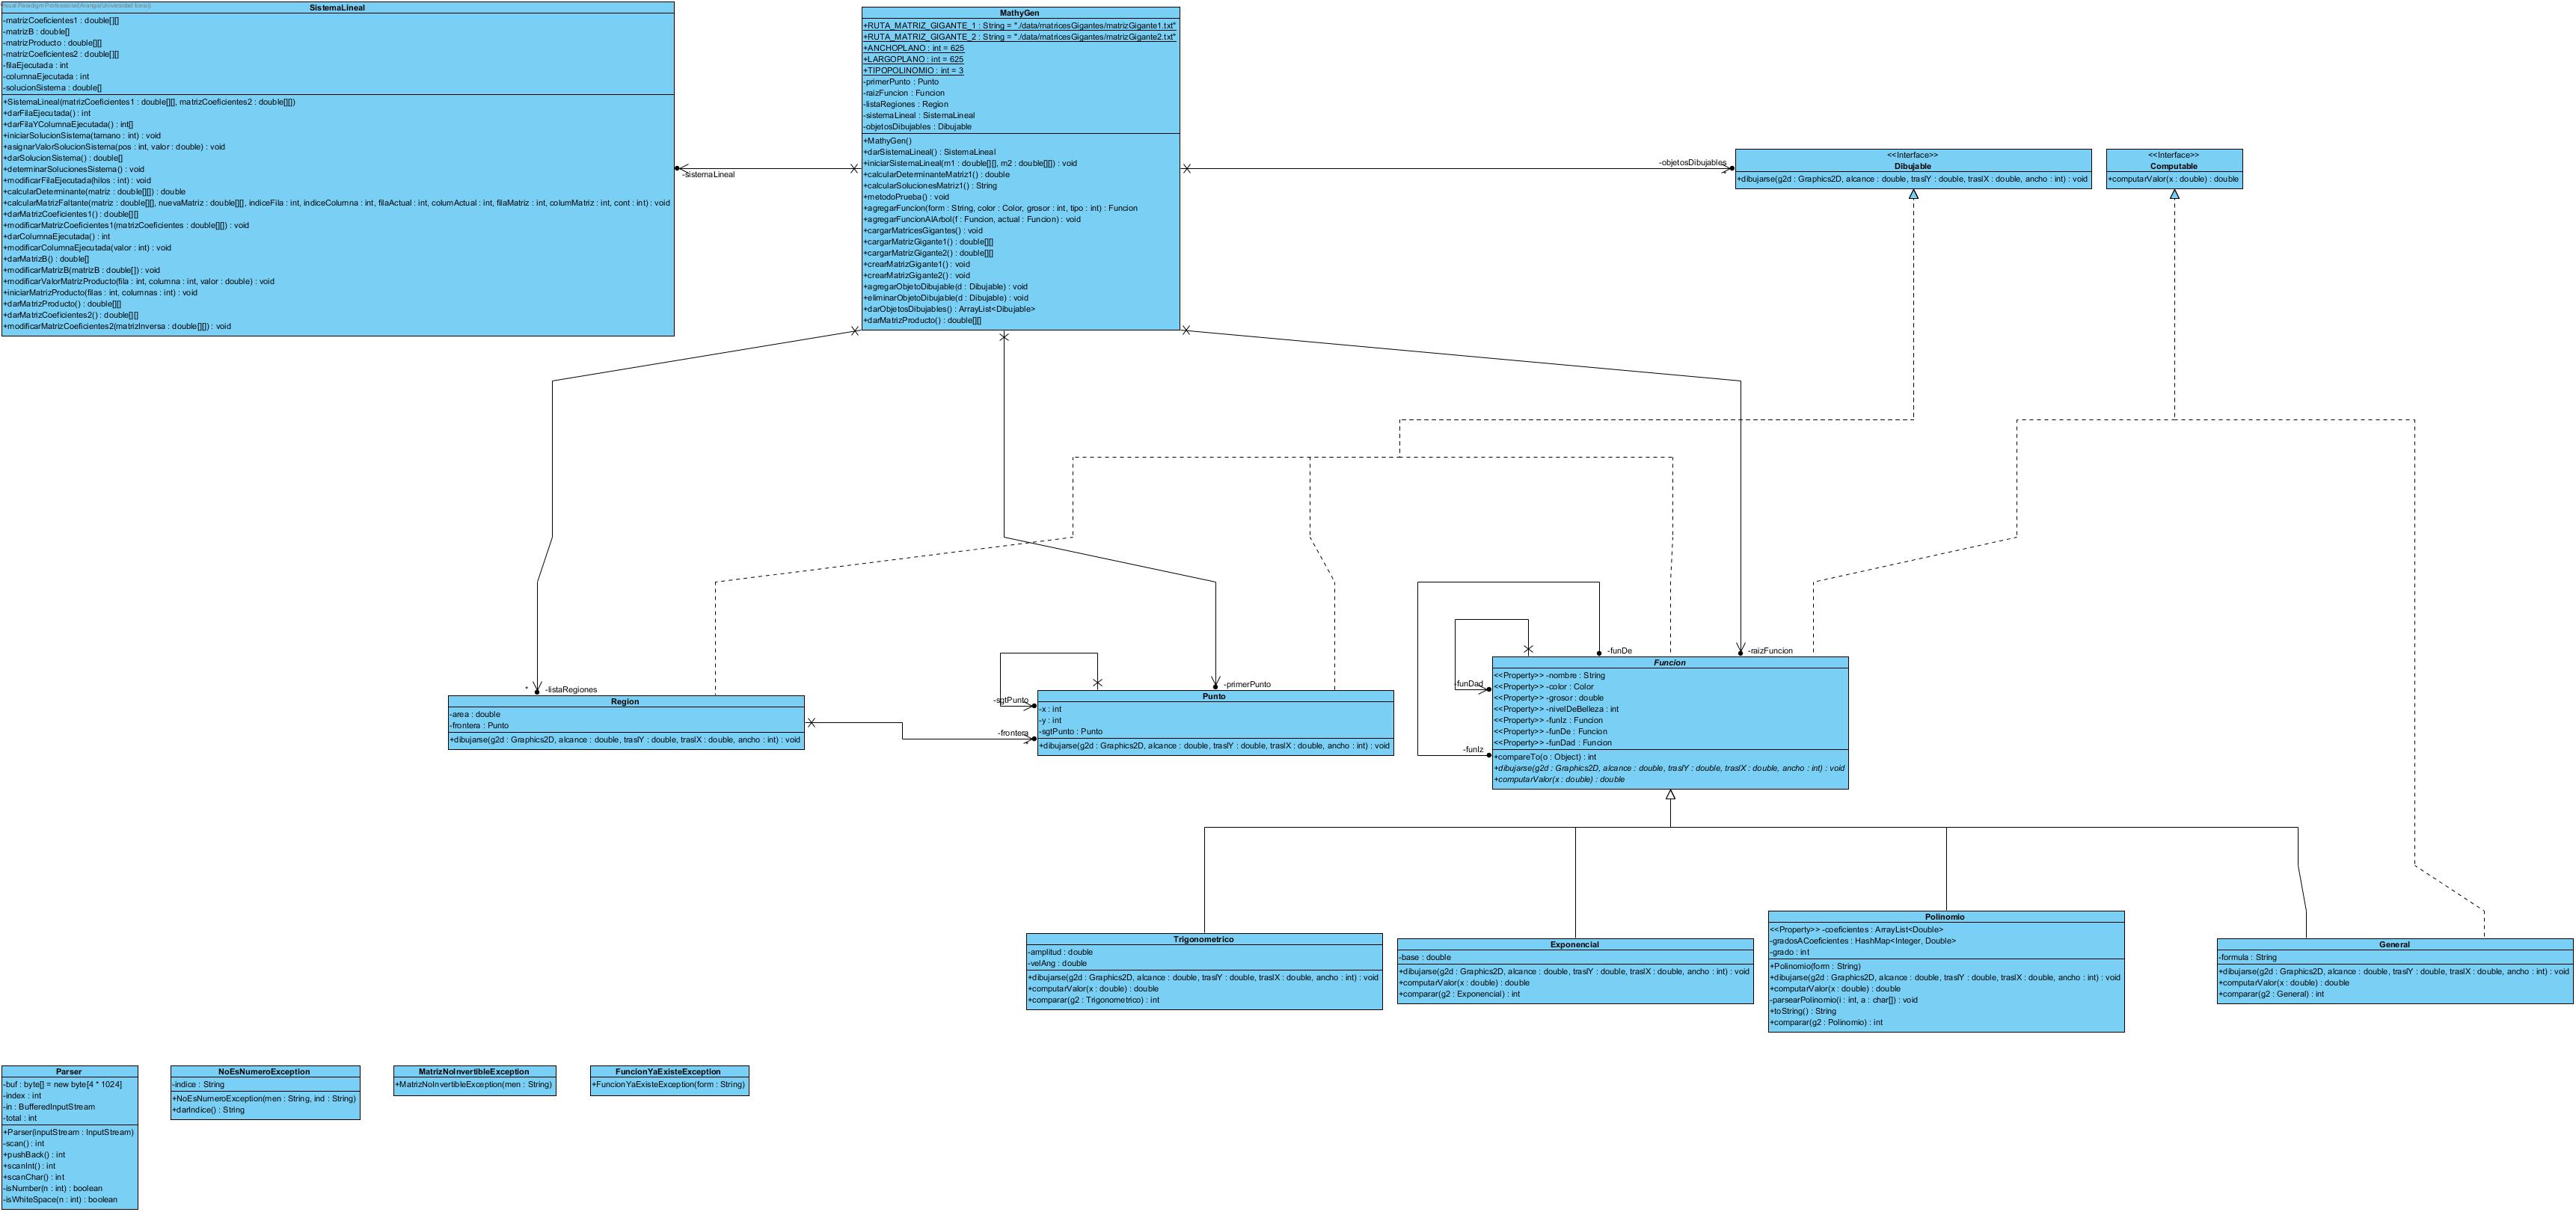 Visual Paradigm Professional(Arango(Universidad Icesi))
SistemaLineal
-matrizCoeficientes1 : double[][]
-matrizB : double[]
-matrizProducto : double[][]
-matrizCoeficientes2 : double[][]
-filaEjecutada : int
-columnaEjecutada : int
-solucionSistema : double[]
+SistemaLineal(matrizCoeficientes1 : double[][], matrizCoeficientes2 : double[][])
+darFilaEjecutada() : int
+darFilaYColumnaEjecutada() : int[]
+iniciarSolucionSistema(tamano : int) : void
+asignarValorSolucionSistema(pos : int, valor : double) : void
+darSolucionSistema() : double[]
+determinarSolucionesSistema() : void
+modificarFilaEjecutada(hilos : int) : void
+calcularDeterminante(matriz : double[][]) : double
+calcularMatrizFaltante(matriz : double[][], nuevaMatriz : double[][], indiceFila : int, indiceColumna : int, filaActual : int, columActual : int, filaMatriz : int, columMatriz : int, cont : int) : void
+darMatrizCoeficientes1() : double[][]
+modificarMatrizCoeficientes1(matrizCoeficientes : double[][]) : void
+darColumnaEjecutada() : int
+modificarColumnaEjecutada(valor : int) : void
+darMatrizB() : double[]
+modificarMatrizB(matrizB : double[]) : void
+modificarValorMatrizProducto(fila : int, columna : int, valor : double) : void
+iniciarMatrizProducto(filas : int, columnas : int) : void
+darMatrizProducto() : double[][]
+darMatrizCoeficientes2() : double[][]
+modificarMatrizCoeficientes2(matrizInversa : double[][]) : void
-sistemaLineal
MathyGen
+RUTA_MATRIZ_GIGANTE_1 : String = "./data/matricesGigantes/matrizGigante1.txt"
+RUTA_MATRIZ_GIGANTE_2 : String = "./data/matricesGigantes/matrizGigante2.txt"
+ANCHOPLANO : int = 625
+LARGOPLANO : int = 625
+TIPOPOLINOMIO : int = 3
-primerPunto : Punto
-raizFuncion : Funcion
-listaRegiones : Region
-sistemaLineal : SistemaLineal
-objetosDibujables : Dibujable
+MathyGen()
+darSistemaLineal() : SistemaLineal
+iniciarSistemaLineal(m1 : double[][], m2 : double[][]) : void
+calcularDeterminanteMatriz1() : double
+calcularSolucionesMatriz1() : String
+metodoPrueba() : void
+agregarFuncion(form : String, color : Color, grosor : int, tipo : int) : Funcion
+agregarFuncionAlArbol(f : Funcion, actual : Funcion) : void
+cargarMatricesGigantes() : void
+cargarMatrizGigante1() : double[][]
+cargarMatrizGigante2() : double[][]
+crearMatrizGigante1() : void
+crearMatrizGigante2() : void
+agregarObjetoDibujable(d : Dibujable) : void
+eliminarObjetoDibujable(d : Dibujable) : void
+darObjetosDibujables() : ArrayList<Dibujable>
+darMatrizProducto() : double[][]
-objetosDibujables
*
<<Interface>>
Dibujable
+dibujarse(g2d : Graphics2D, alcance : double, traslY : double, traslX : double, ancho : int) : void
<<Interface>>
Computable
+computarValor(x : double) : double
*
-listaRegiones
Region
-area : double
-frontera : Punto
+dibujarse(g2d : Graphics2D, alcance : double, traslY : double, traslX : double, ancho : int) : void
-sgtPunto
-primerPunto
-frontera
*
Punto
-x : int
-y : int
-sgtPunto : Punto
+dibujarse(g2d : Graphics2D, alcance : double, traslY : double, traslX : double, ancho : int) : void
-funDe
-raizFuncion
-funDad
-funIz
Funcion
<<Property>> -nombre : String
<<Property>> -color : Color
<<Property>> -grosor : double
<<Property>> -nivelDeBelleza : int
<<Property>> -funIz : Funcion
<<Property>> -funDe : Funcion
<<Property>> -funDad : Funcion
+compareTo(o : Object) : int
+dibujarse(g2d : Graphics2D, alcance : double, traslY : double, traslX : double, ancho : int) : void
+computarValor(x : double) : double
Trigonometrico
-amplitud : double
-velAng : double
+dibujarse(g2d : Graphics2D, alcance : double, traslY : double, traslX : double, ancho : int) : void
+computarValor(x : double) : double
+comparar(g2 : Trigonometrico) : int
Exponencial
-base : double
+dibujarse(g2d : Graphics2D, alcance : double, traslY : double, traslX : double, ancho : int) : void
+computarValor(x : double) : double
+comparar(g2 : Exponencial) : int
Polinomio
<<Property>> -coeficientes : ArrayList<Double>
-gradosACoeficientes : HashMap<Integer, Double>
-grado : int
+Polinomio(form : String)
+dibujarse(g2d : Graphics2D, alcance : double, traslY : double, traslX : double, ancho : int) : void
+computarValor(x : double) : double
-parsearPolinomio(i : int, a : char[]) : void
+toString() : String
+comparar(g2 : Polinomio) : int
General
-formula : String
+dibujarse(g2d : Graphics2D, alcance : double, traslY : double, traslX : double, ancho : int) : void
+computarValor(x : double) : double
+comparar(g2 : General) : int
Parser
-buf : byte[] = new byte[4 * 1024]
-index : int
-in : BufferedInputStream
-total : int
+Parser(inputStream : InputStream)
-scan() : int
+pushBack() : int
+scanInt() : int
+scanChar() : int
-isNumber(n : int) : boolean
-isWhiteSpace(n : int) : boolean
NoEsNumeroException
-indice : String
+NoEsNumeroException(men : String, ind : String)
+darIndice() : String
MatrizNoInvertibleException
+MatrizNoInvertibleException(men : String)
FuncionYaExisteException
+FuncionYaExisteException(form : String)